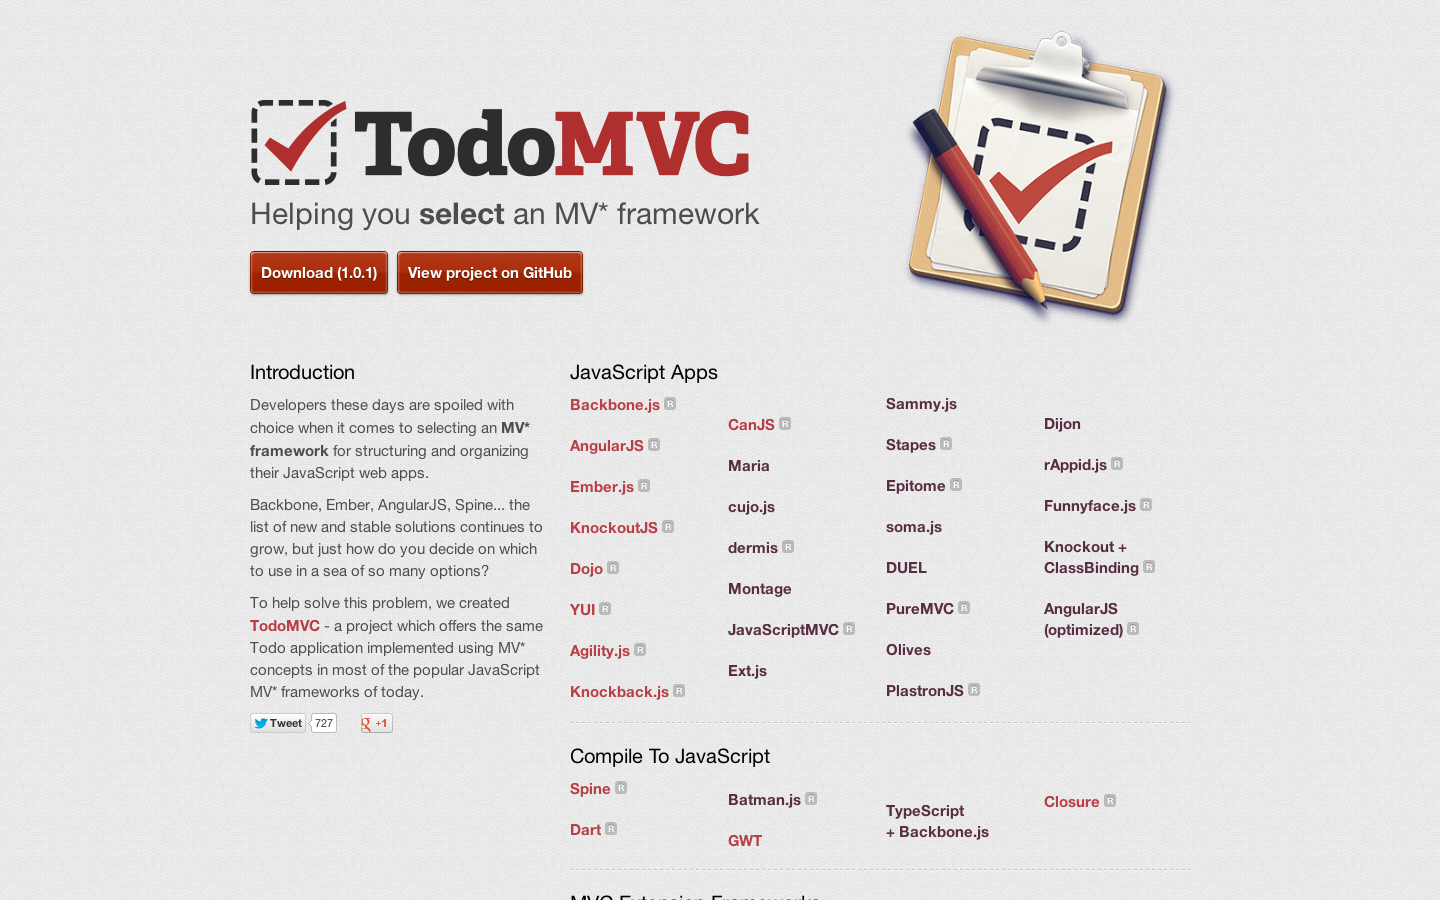 TodoMVC
Helping you select an MV* framework
Download (1.0.1)
View project on GitHub
Introduction
Developers these days are spoiled with
choice when it comes to selecting an MV*
framework for structuring and organizing
their JavaScript web apps.
Backbone, Ember, AngularJS, Spine... the
list of new and stable solutions continues to
grow, but just how do you decide on which
to use in a sea of so many options?
To help solve this problem, we created
TodoMVC - a project which offers the same
Todo application implemented using MV*
concepts in most of the popular JavaScript
MV* frameworks of today.
Tweet
727
g +1
JavaScript Apps
Backbone.js R
AngularJS R
Ember.js R
KnockoutJS R
Dojo R
YUI R
Agility.js R
Knockback.js R
CanJS R
Maria
cujo.js
dermis R
Montage
JavaScriptMVC R
Ext.js
Sammy.js
Stapes R
Epitome R
soma.js
DUEL
PureMVC R
Olives
PlastronJS R
Dijon
rAppid.js R
Funnyface.js R
Knockout +
ClassBinding R
AngularJS
(optimized) R
Compile To JavaScript
Spine R
Dart R
Batman.js R
GWT
TypeScript
+ Backbone.js
Closure R
MVC Extension Frameworks